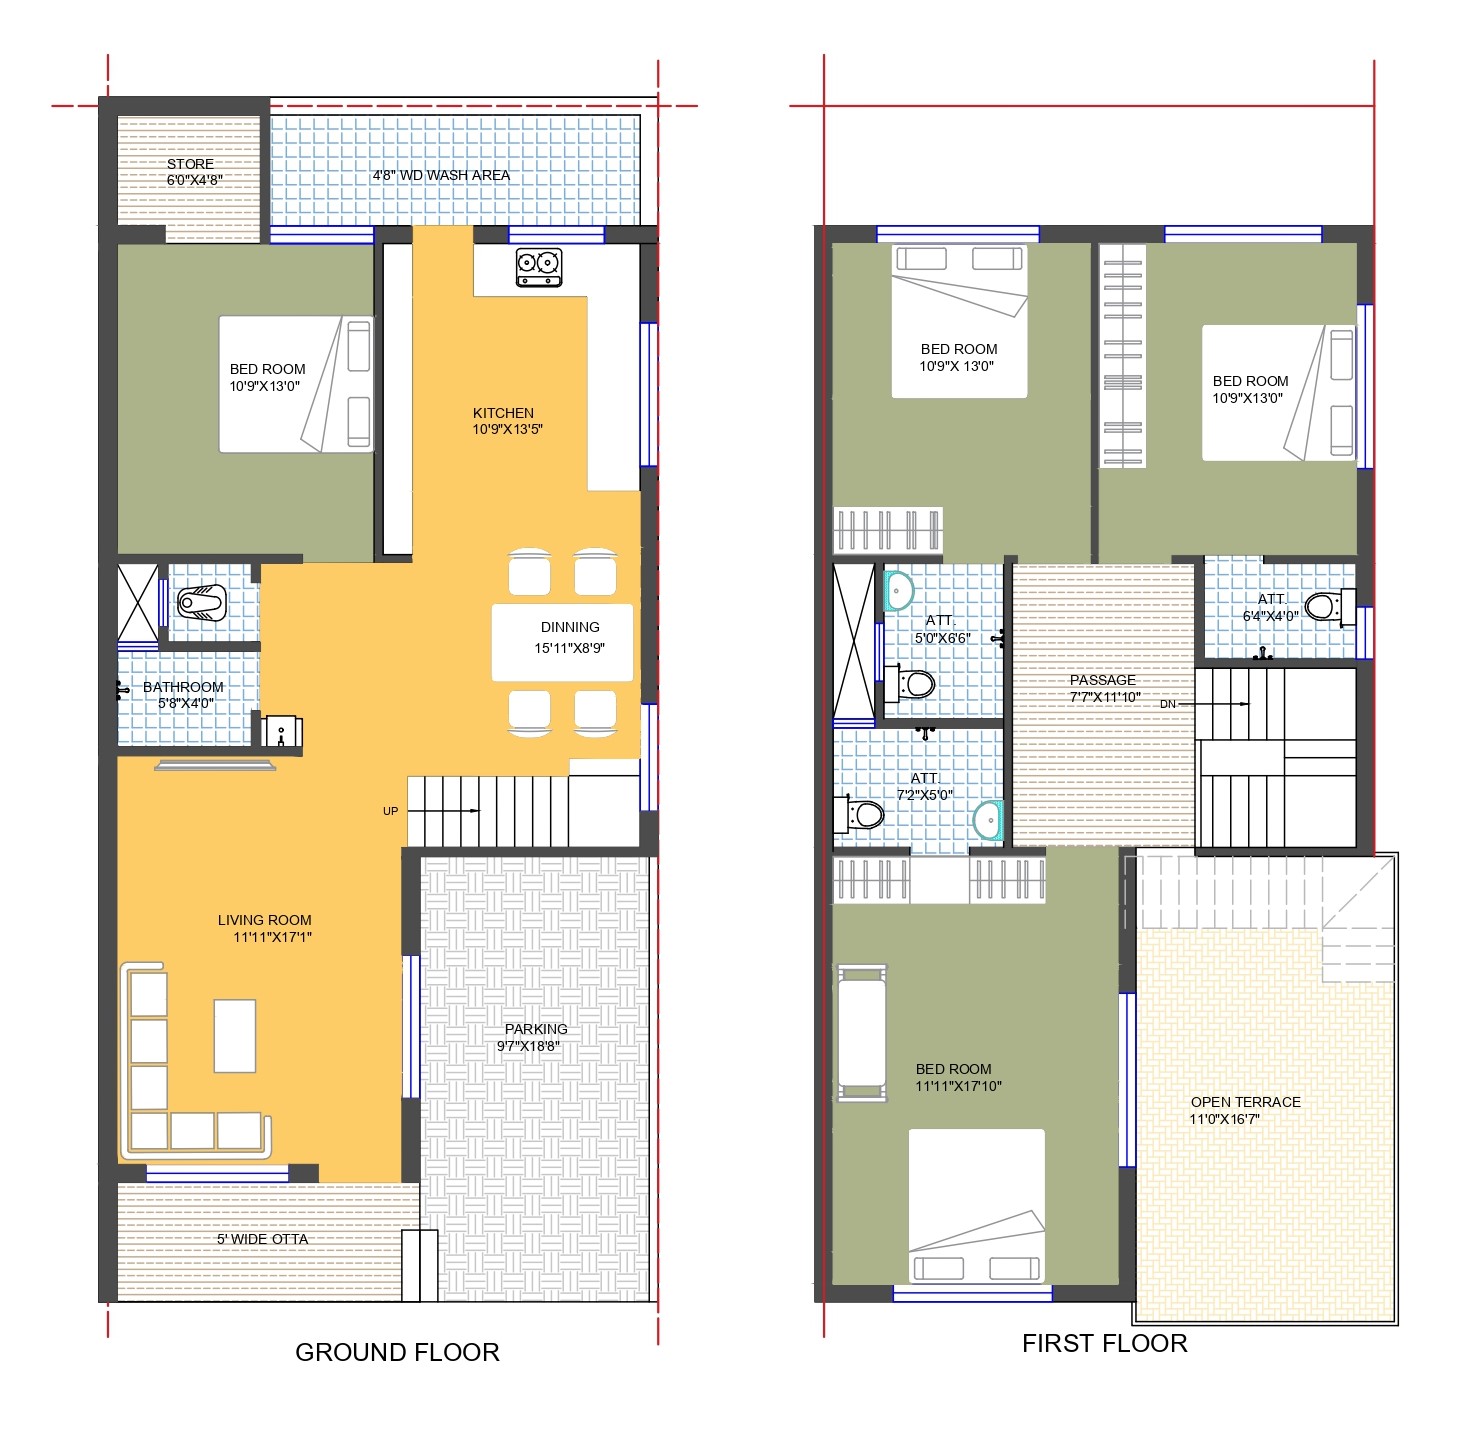 STORE
6'0"X4'8"
4'8" WD WASH AREA
BED ROOM
10'9"X13'0"
KITCHEN
10'9"X13'5"
DINNING
15'11"X8'9"
BATHROOM
5'8"X4'0"
UP
LIVING ROOM
11'11"X17'1"
PARKING
9'7"X18'8"
5' WIDE OTTA
GROUND FLOOR
BED ROOM
10'9"X 13'0"
BED ROOM
10'9"X13'0"
ATT.
5'0"X6'6"
ATT.
6'4"X4'0"
PASSAGE
7'7"X11'10"
DN
ATT.
7'2"X5'0"
BED ROOM
11'11"X17'10"
OPEN TERRACE
11'0"X16'7"
FIRST FLOOR